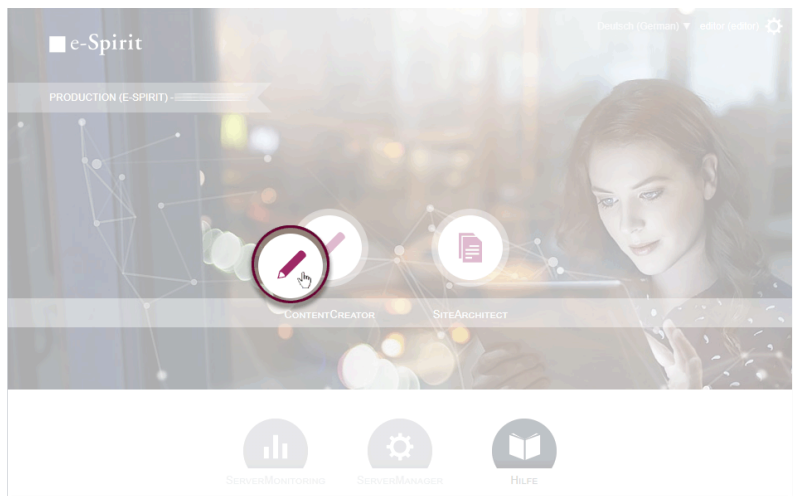 e-Spirit
Deutsch (German) ▼ editor (editor)
PRODUCTION (E-SPIRIT) -
ContentCreator
SiteArchitect
ServerMonitoring
ServerManager
Hilfe